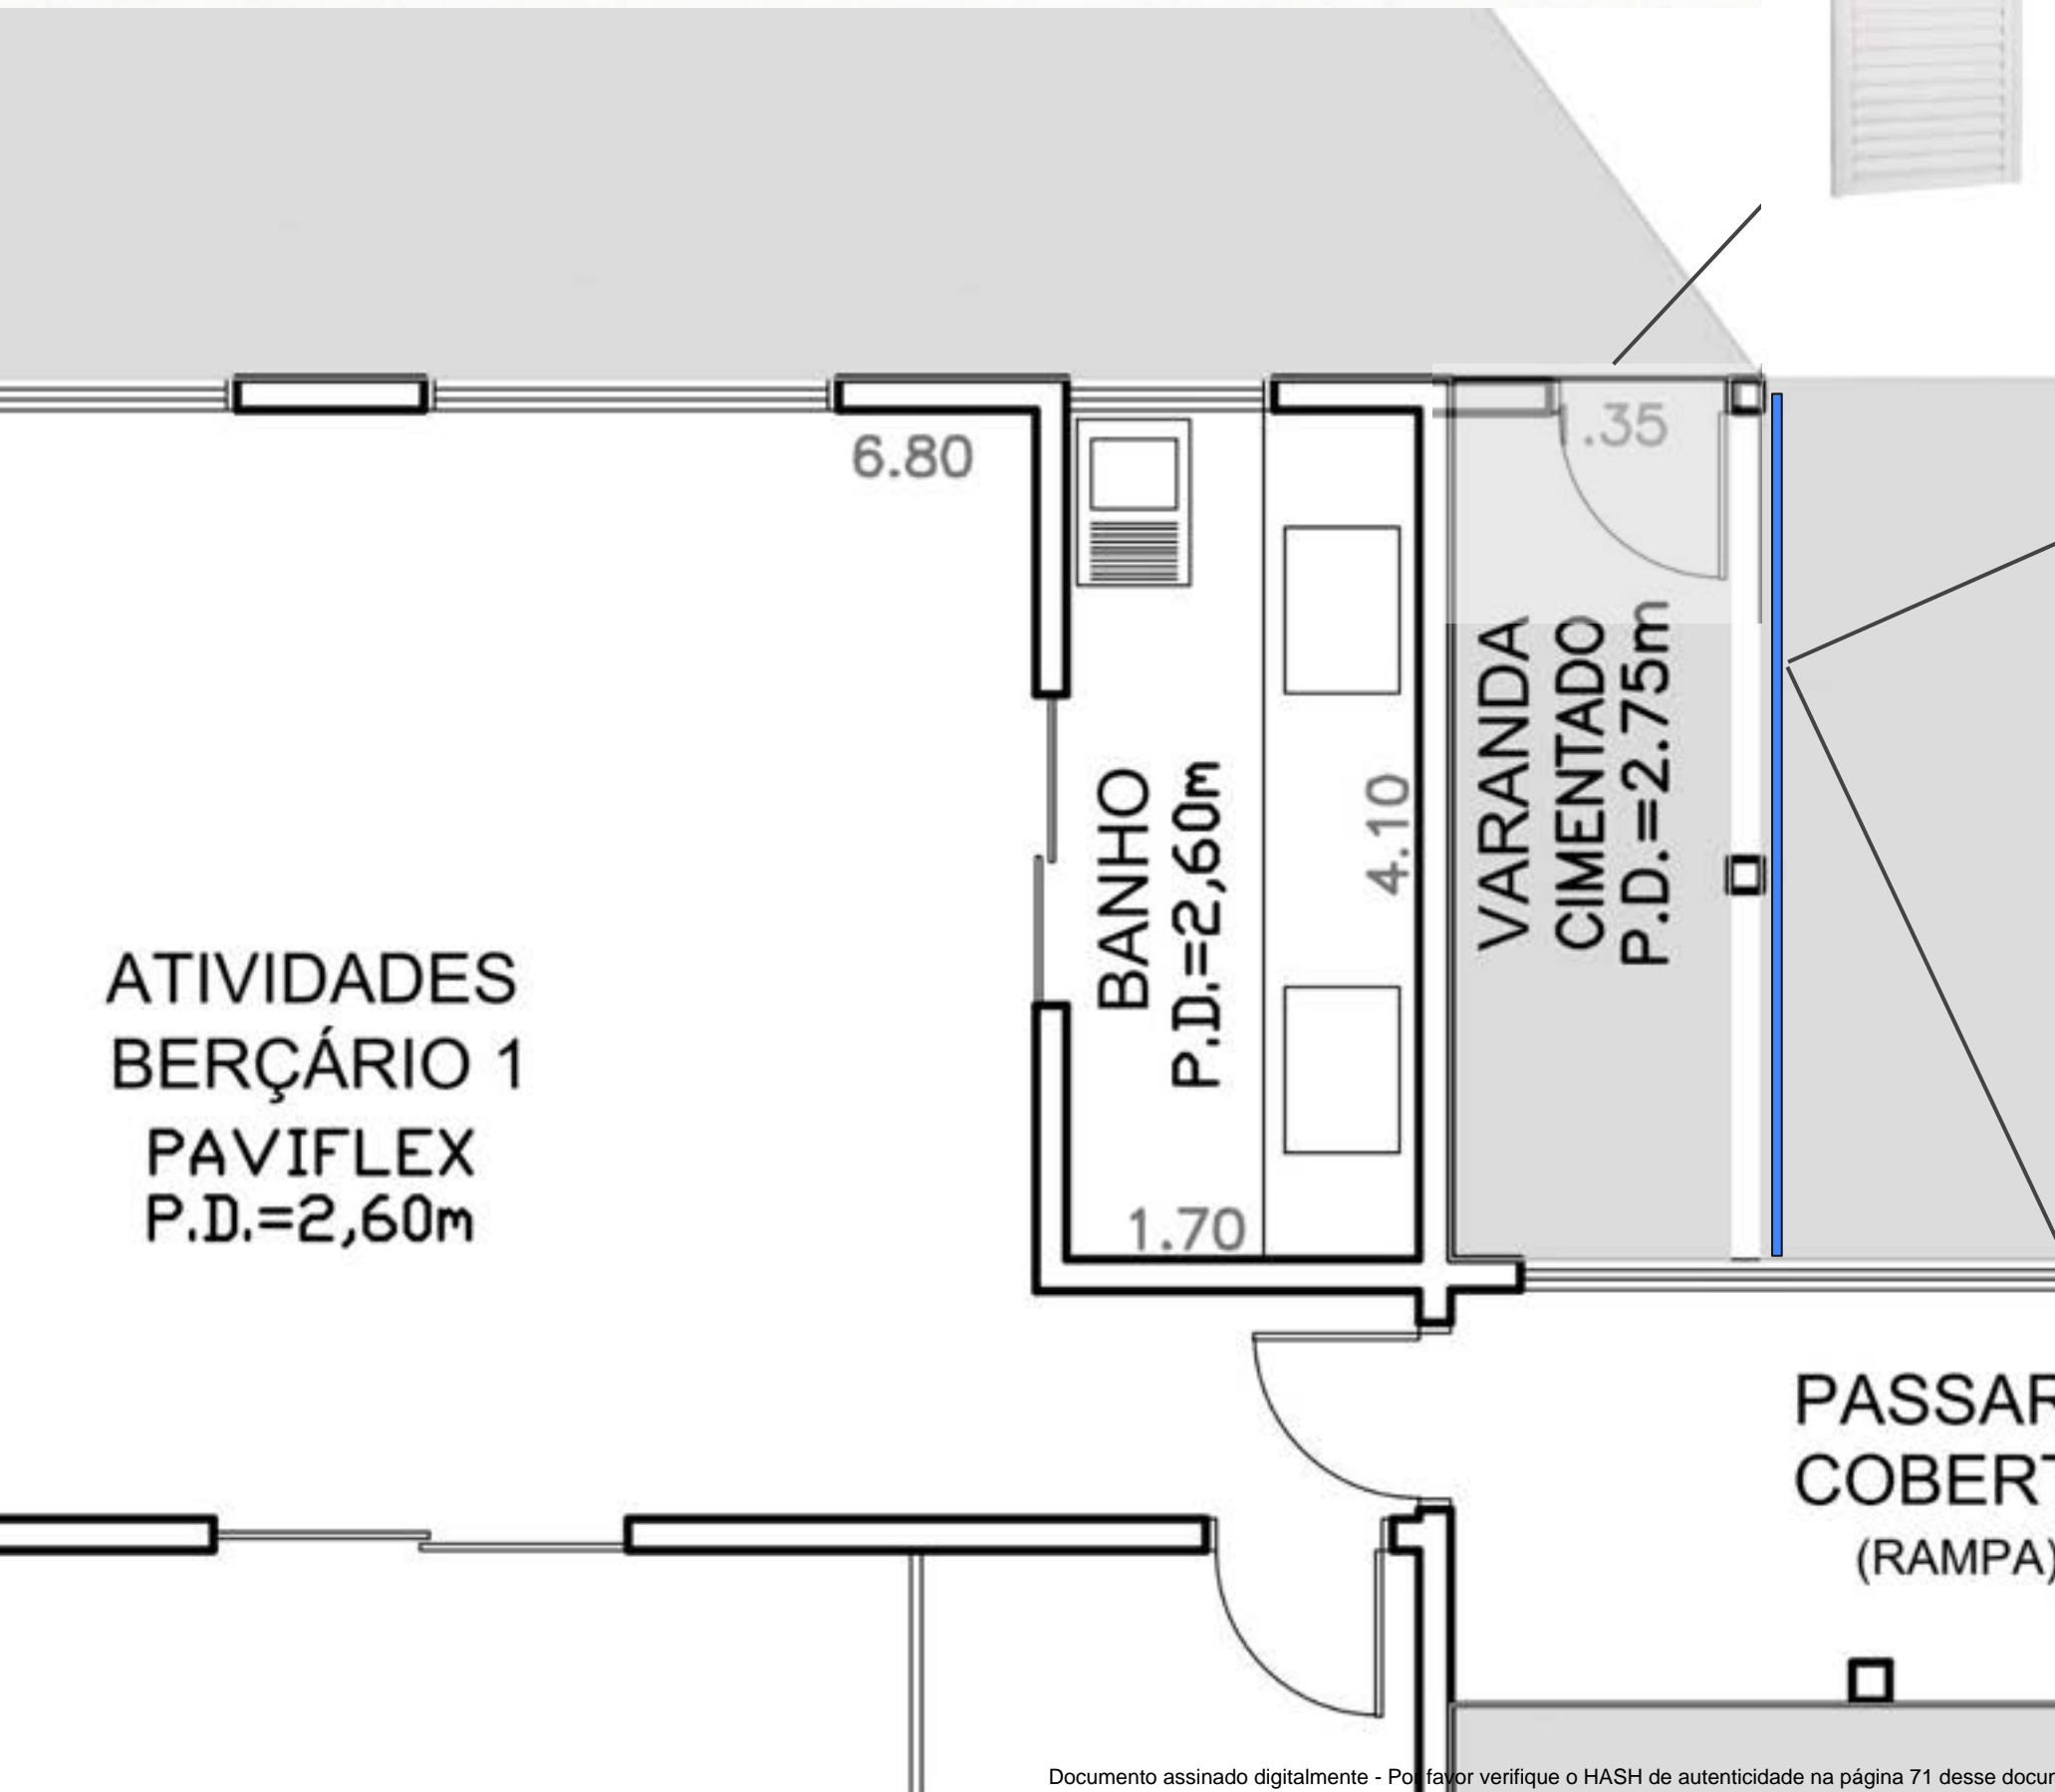 .35
6.80
VARANDA
CIMENTADO
P.D.=2.75m
BANHO
P.D.=2,60m
4.10
ATIVIDADES
BERÇÁRIO 1
PAVIFLEX
P.D.=2,60m
1.70
PASSAR
COBERT
(RAMPA)
Documento assinado digitalmente - Por favor verifique o HASH de autenticidade na página 71 desse docur